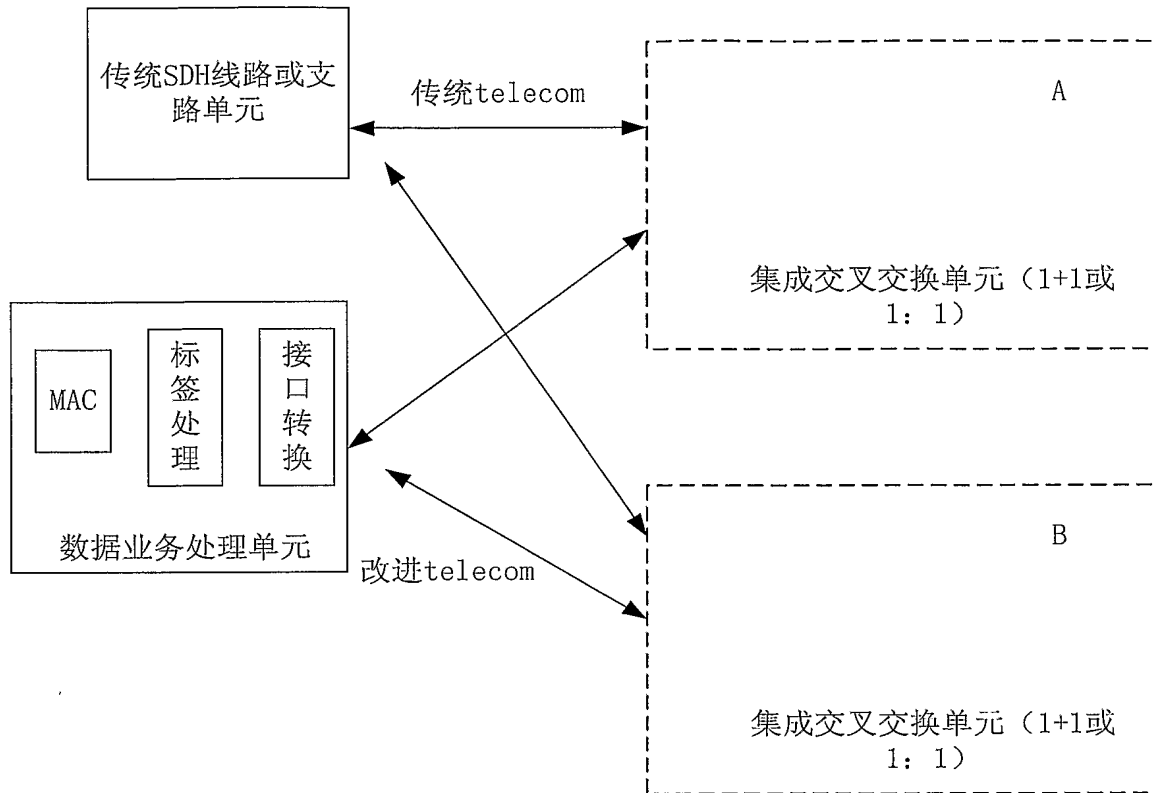 传统SDH线路或支
路单元
传统telecom
A
集成交叉交换单元（1+1或
1：1）
MAC
标
签
处
理
接
口
转
换
数据业务处理单元
改进telecom
B
集成交叉交换单元（1+1或
1：1）